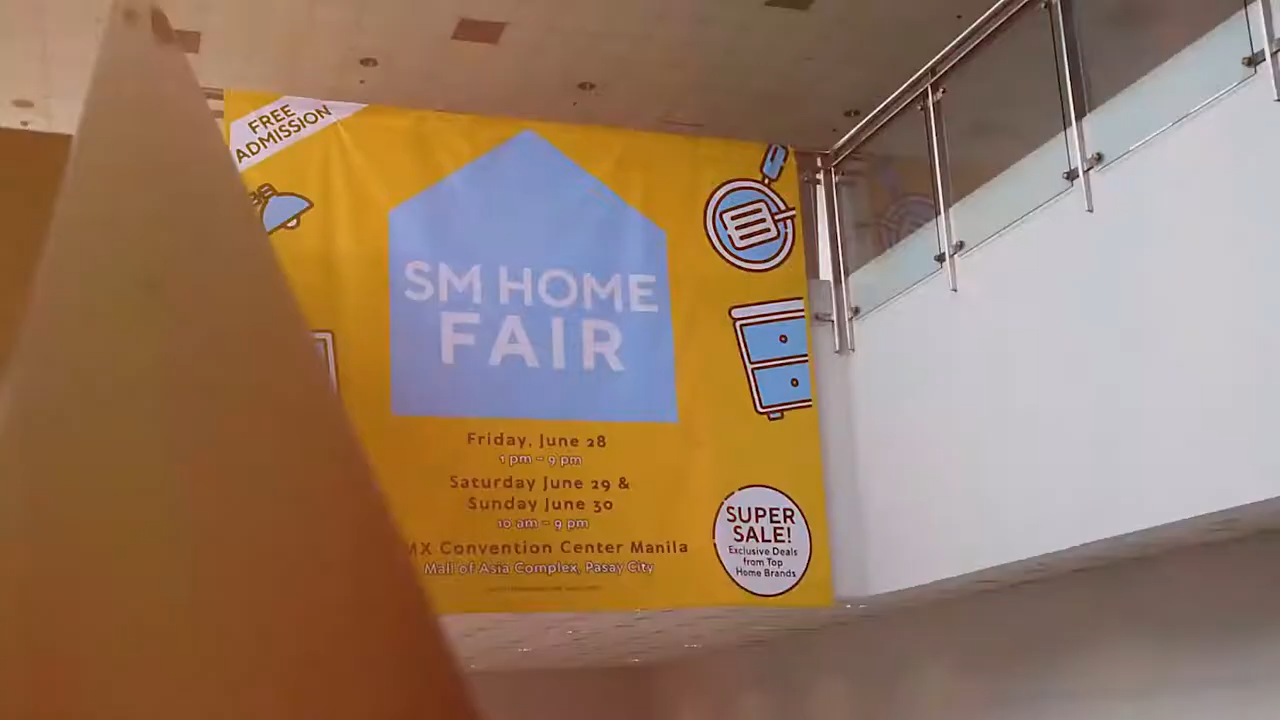 FREE
ADMISSION
SM HOME
FAIR
Friday, June 28
1 pm - 9 pm
Saturday June 29 &
Sunday June 30
10 am - 9 pm
MX Convention Center Manila
Mall of Asia Complex, Pasay City
SUPER
SALE!
Exclusive Deals
from Top
Home Brands